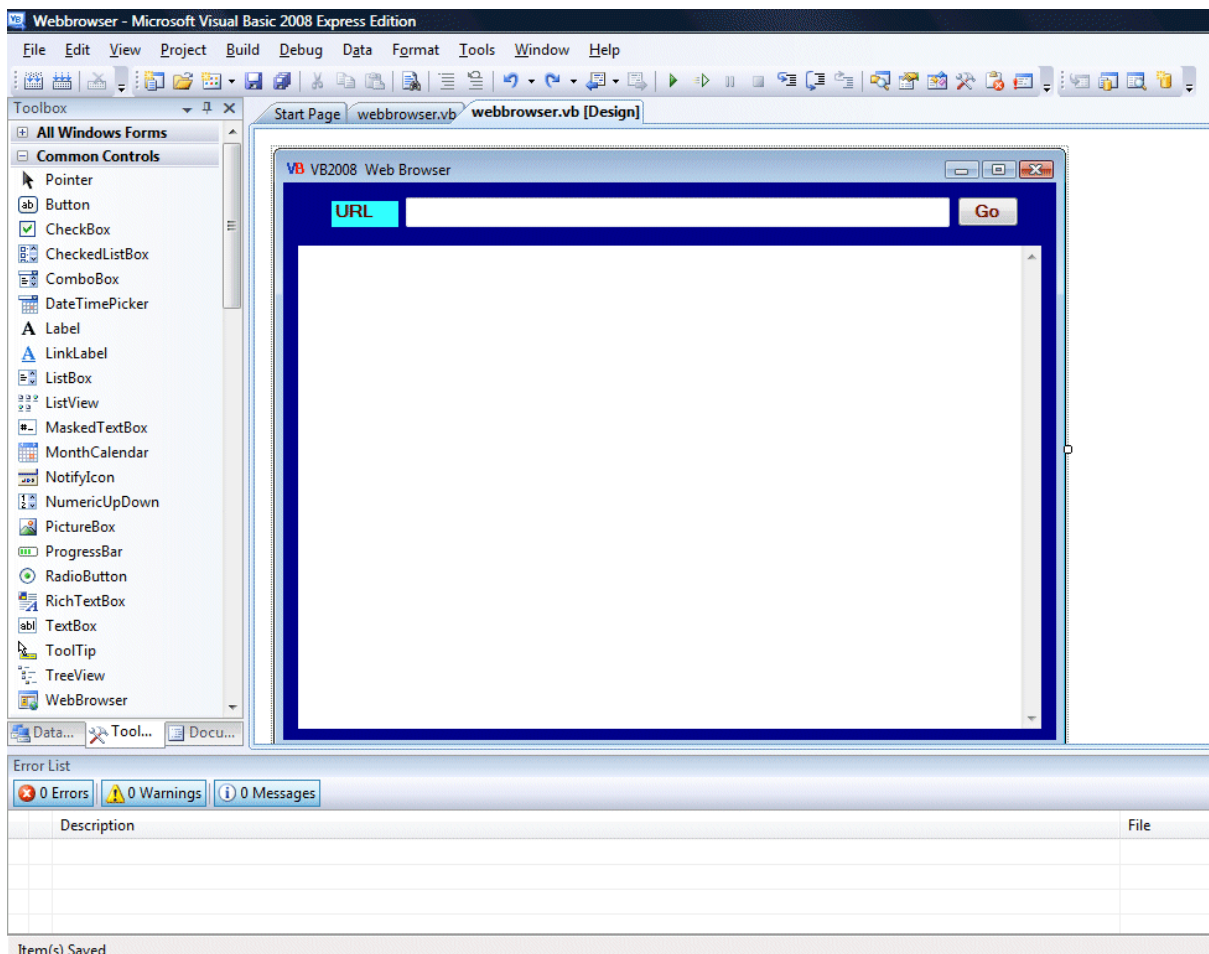 Webbrowser - Microsoft Visual Basic 2008 Express Edition
File Edit View Project Build Debug Data Format Tools Window Help
Toolbox
Start Page webbrowser.vb webbrowser.vb [Design]
All Windows Forms
Common Controls
Pointer
Button
CheckBox
CheckedListBox
ComboBox
DateTimePicker
Label
LinkLabel
ListBox
ListView
MaskedTextBox
MonthCalendar
NotifyIcon
NumericUpDown
PictureBox
ProgressBar
RadioButton
RichTextBox
TextBox
ToolTip
TreeView
WebBrowser
Data... Tool... Docu...
VB VB2008 Web Browser
URL Go
Error List
0 Errors 0 Warnings 0 Messages
Description File
Item(s) Saved